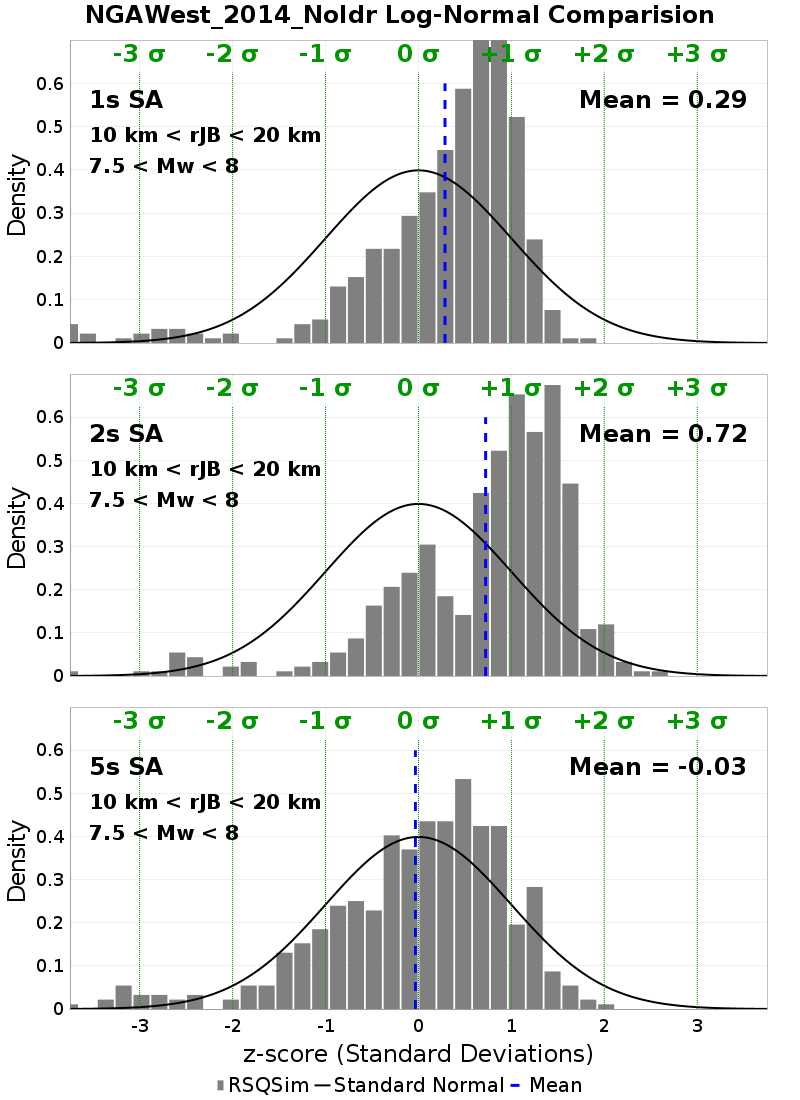 NGAWest_2014_NoIdr Log-Normal Comparision
-3 σ -2 σ -1 σ 0 σ +1 σ +2 σ +3 σ
1s SA
Mean = 0.29
10 km < rJB < 20 km
7.5 < Mw < 8
Density
0.6
0.5
0.4
0.3
0.2
0.1
0
-3 σ -2 σ -1 σ 0 σ +1 σ +2 σ +3 σ
2s SA
Mean = 0.72
10 km < rJB < 20 km
7.5 < Mw < 8
Density
0.6
0.5
0.4
0.3
0.2
0.1
0
-3 σ -2 σ -1 σ 0 σ +1 σ +2 σ +3 σ
5s SA
Mean = -0.03
10 km < rJB < 20 km
7.5 < Mw < 8
Density
0.6
0.5
0.4
0.3
0.2
0.1
0
-3 -2 -1 0 1 2 3
z-score (Standard Deviations)
RSQSim Standard Normal Mean